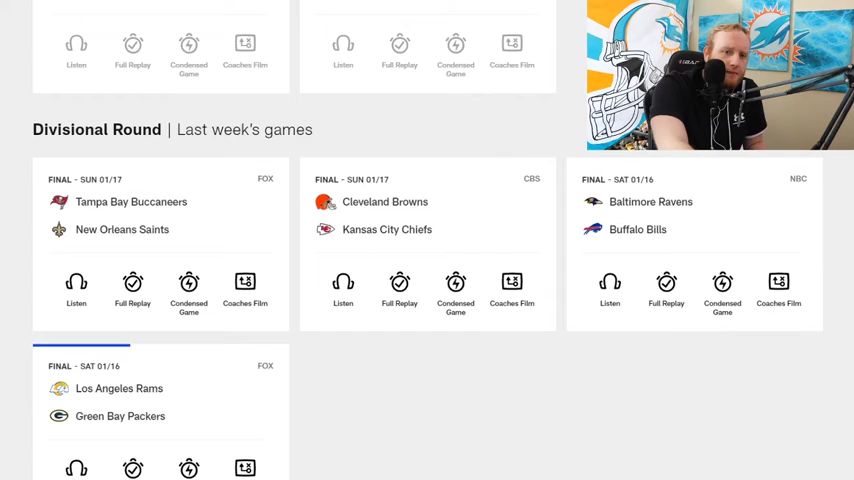 Listen Full Replay Condensed Game Coaches Film Listen Full Replay Condensed Game Coaches Film
Divisional Round | Last week's games
FINAL - SUN 01/17 FOX
Tampa Bay Buccaneers
New Orleans Saints
Listen Full Replay Condensed Game Coaches Film
FINAL - SUN 01/17 CBS
Cleveland Browns
Kansas City Chiefs
Listen Full Replay Condensed Game Coaches Film
FINAL - SAT 01/16 NBC
Baltimore Ravens
Buffalo Bills
Listen Full Replay Condensed Game Coaches Film
FINAL - SAT 01/16 FOX
Los Angeles Rams
Green Bay Packers